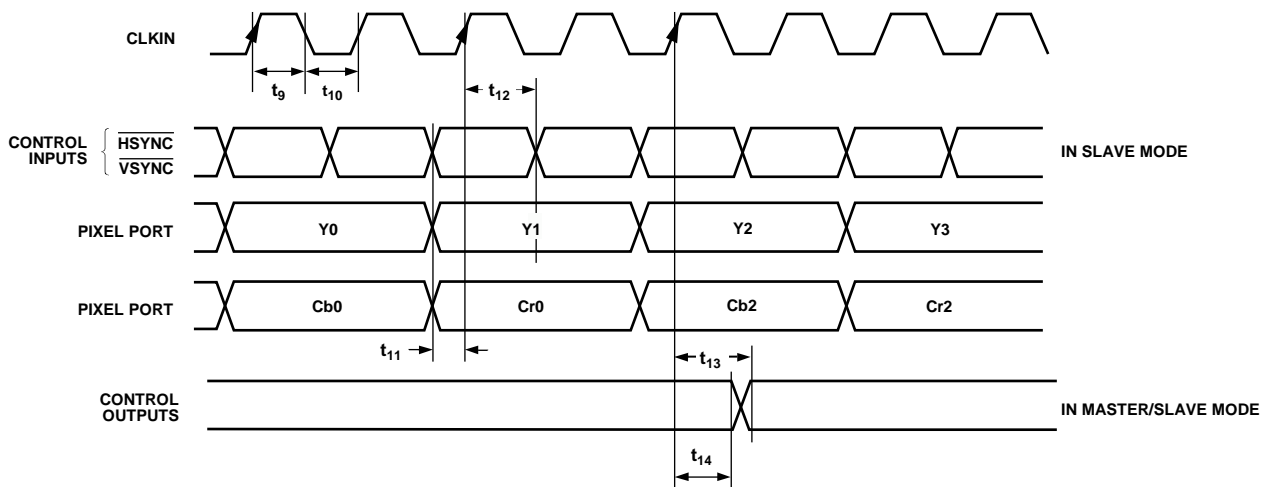 CLKIN
t9
t10
t12
CONTROL INPUTS
HSYNC
VSYNC
IN SLAVE MODE
PIXEL PORT
Y0
Y1
Y2
Y3
PIXEL PORT
Cb0
Cr0
Cb2
Cr2
t11
t13
CONTROL
OUTPUTS
IN MASTER/SLAVE MODE
t14